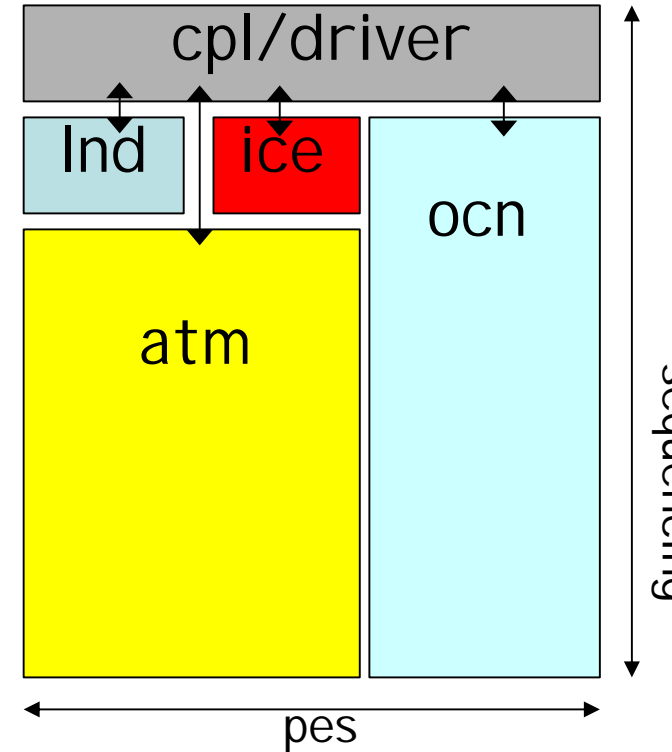 cpl/driver
lnd
ice
ocn
atm
sequencing
pes